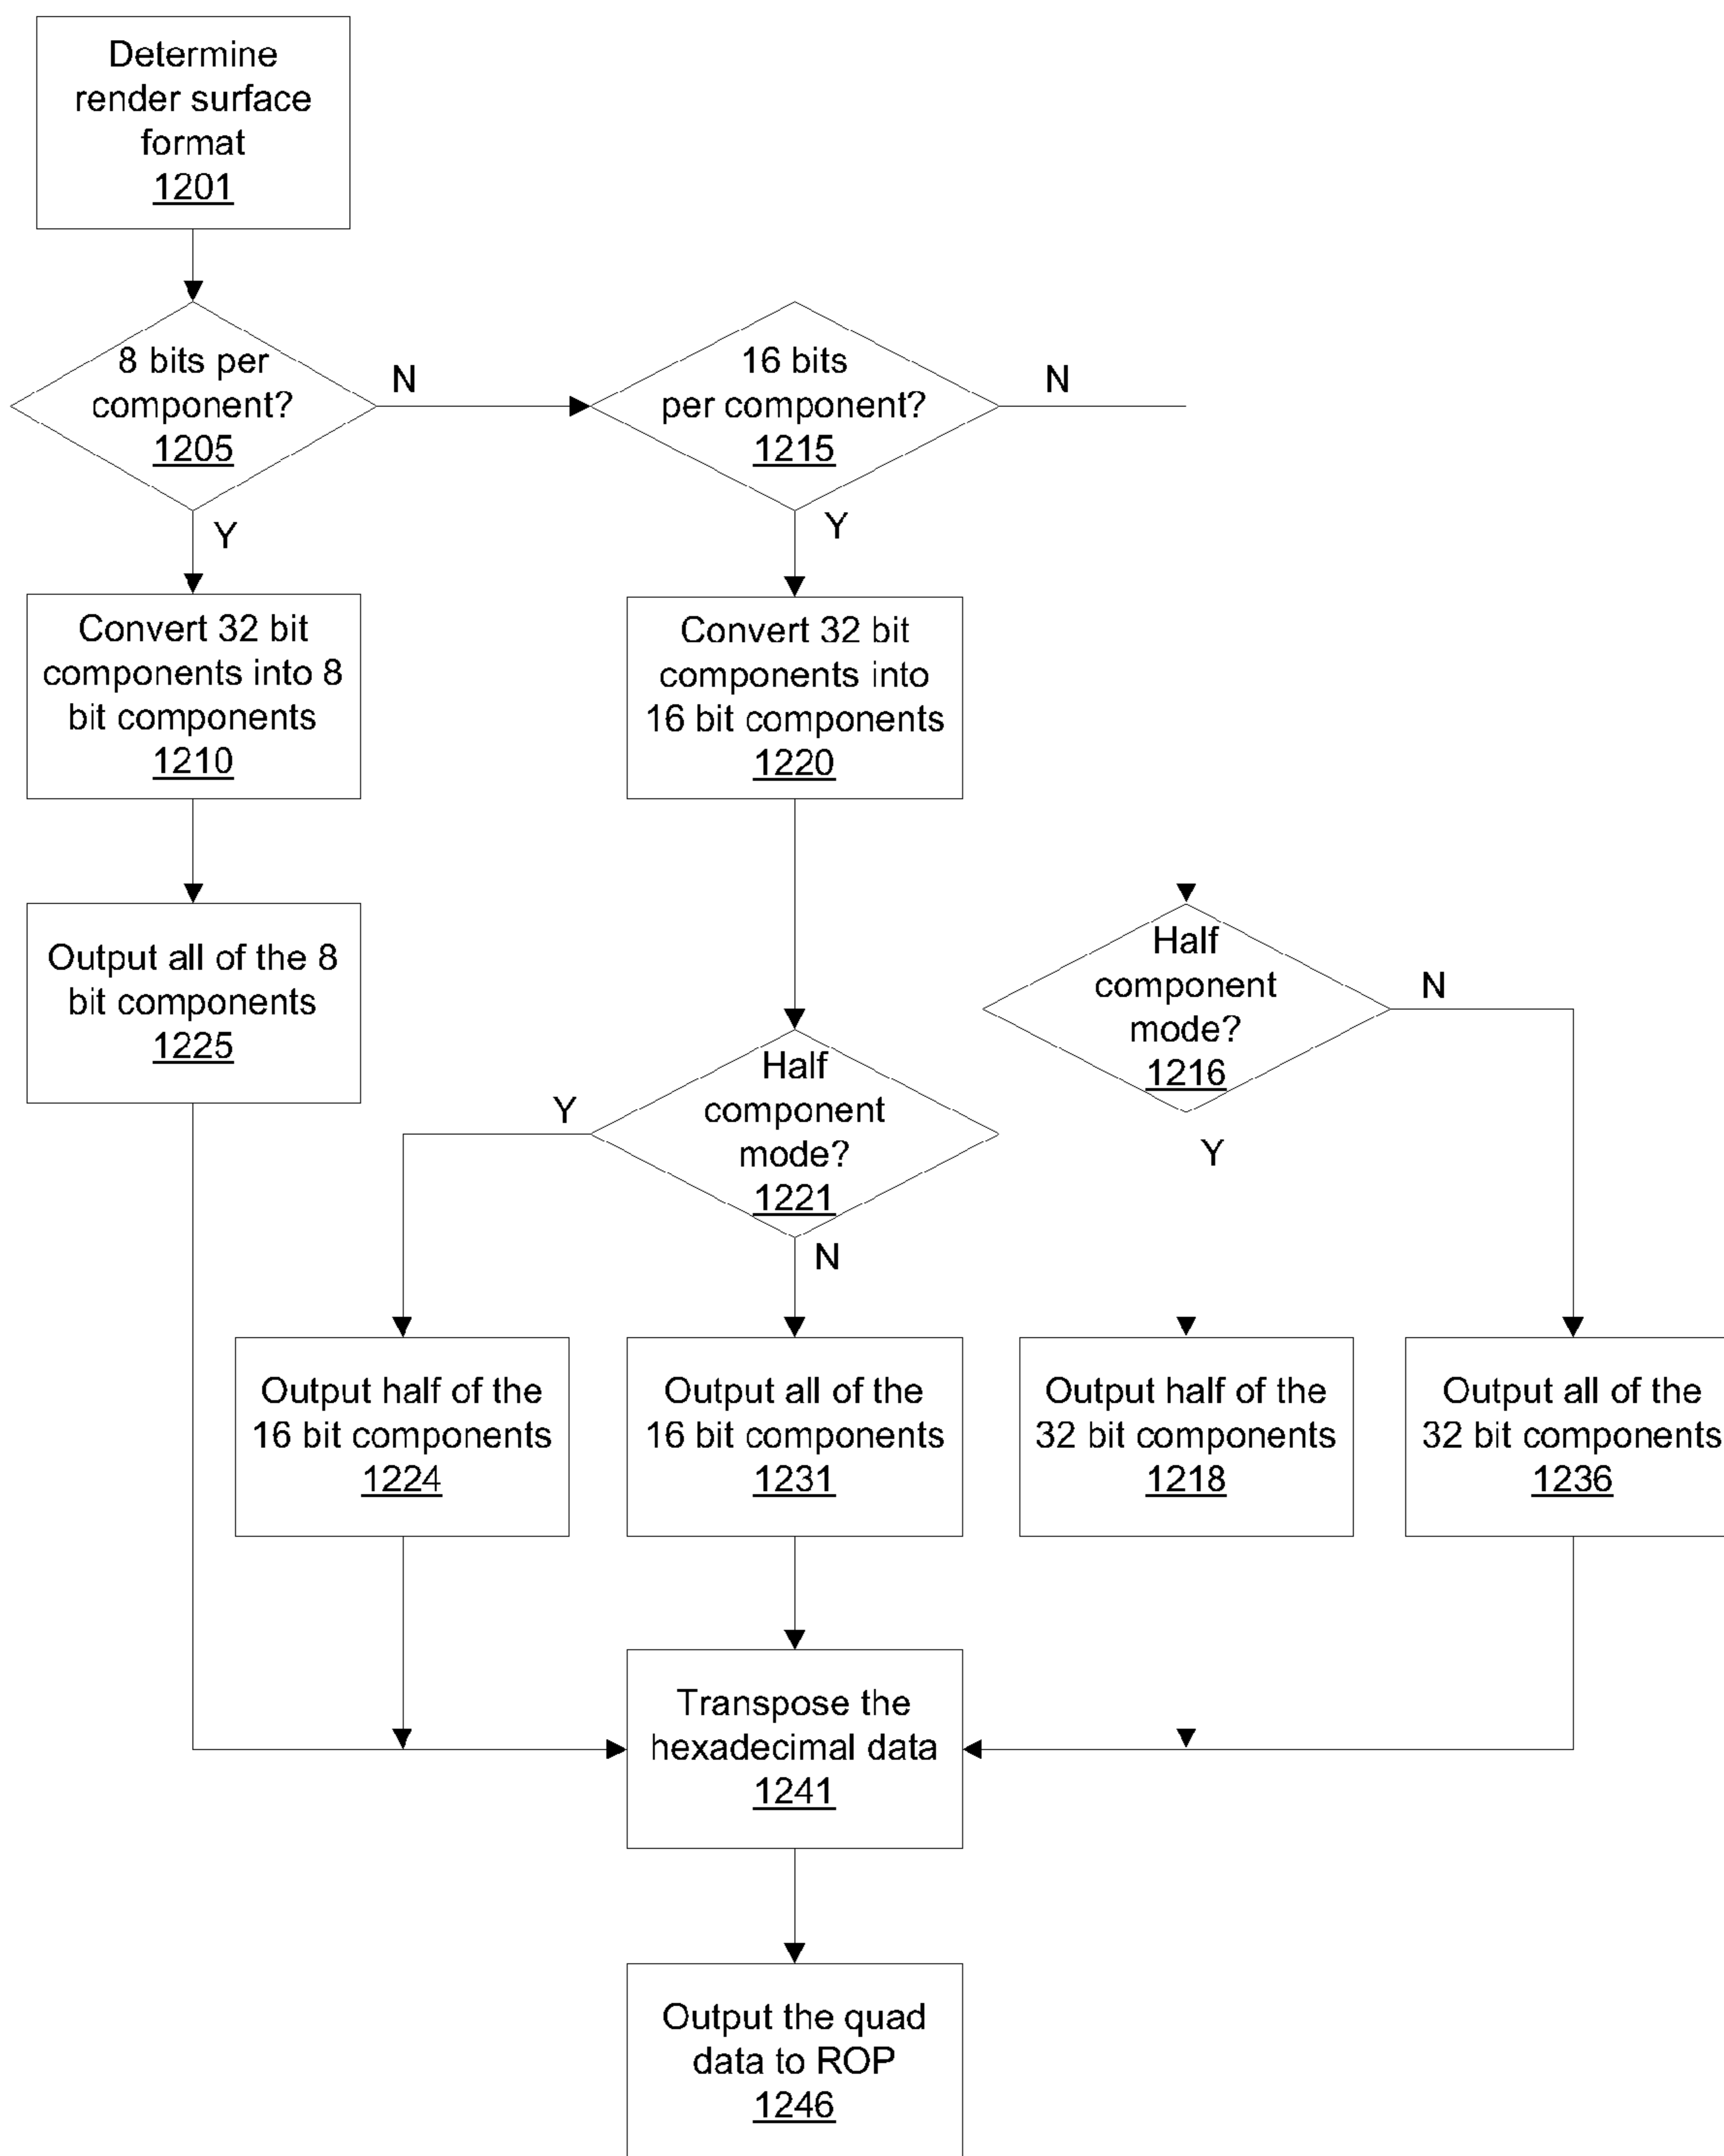 Determine
render surface
format
1201
8 bits per
component?
1205
N
16 bits
per component?
1215
N
Y
Y
Convert 32 bit
components into 8
bit components
1210
Convert 32 bit
components into
16 bit components
1220
Output all of the 8
bit components
1225
Half
component
mode?
1216
N
Y
Half
component
mode?
1221
Y
N
Output half of the
16 bit components
1224
Output all of the
16 bit components
1231
Output half of the
32 bit components
1218
Output all of the
32 bit components
1236
Transpose the
hexadecimal data
1241
Output the quad
data to ROP
1246